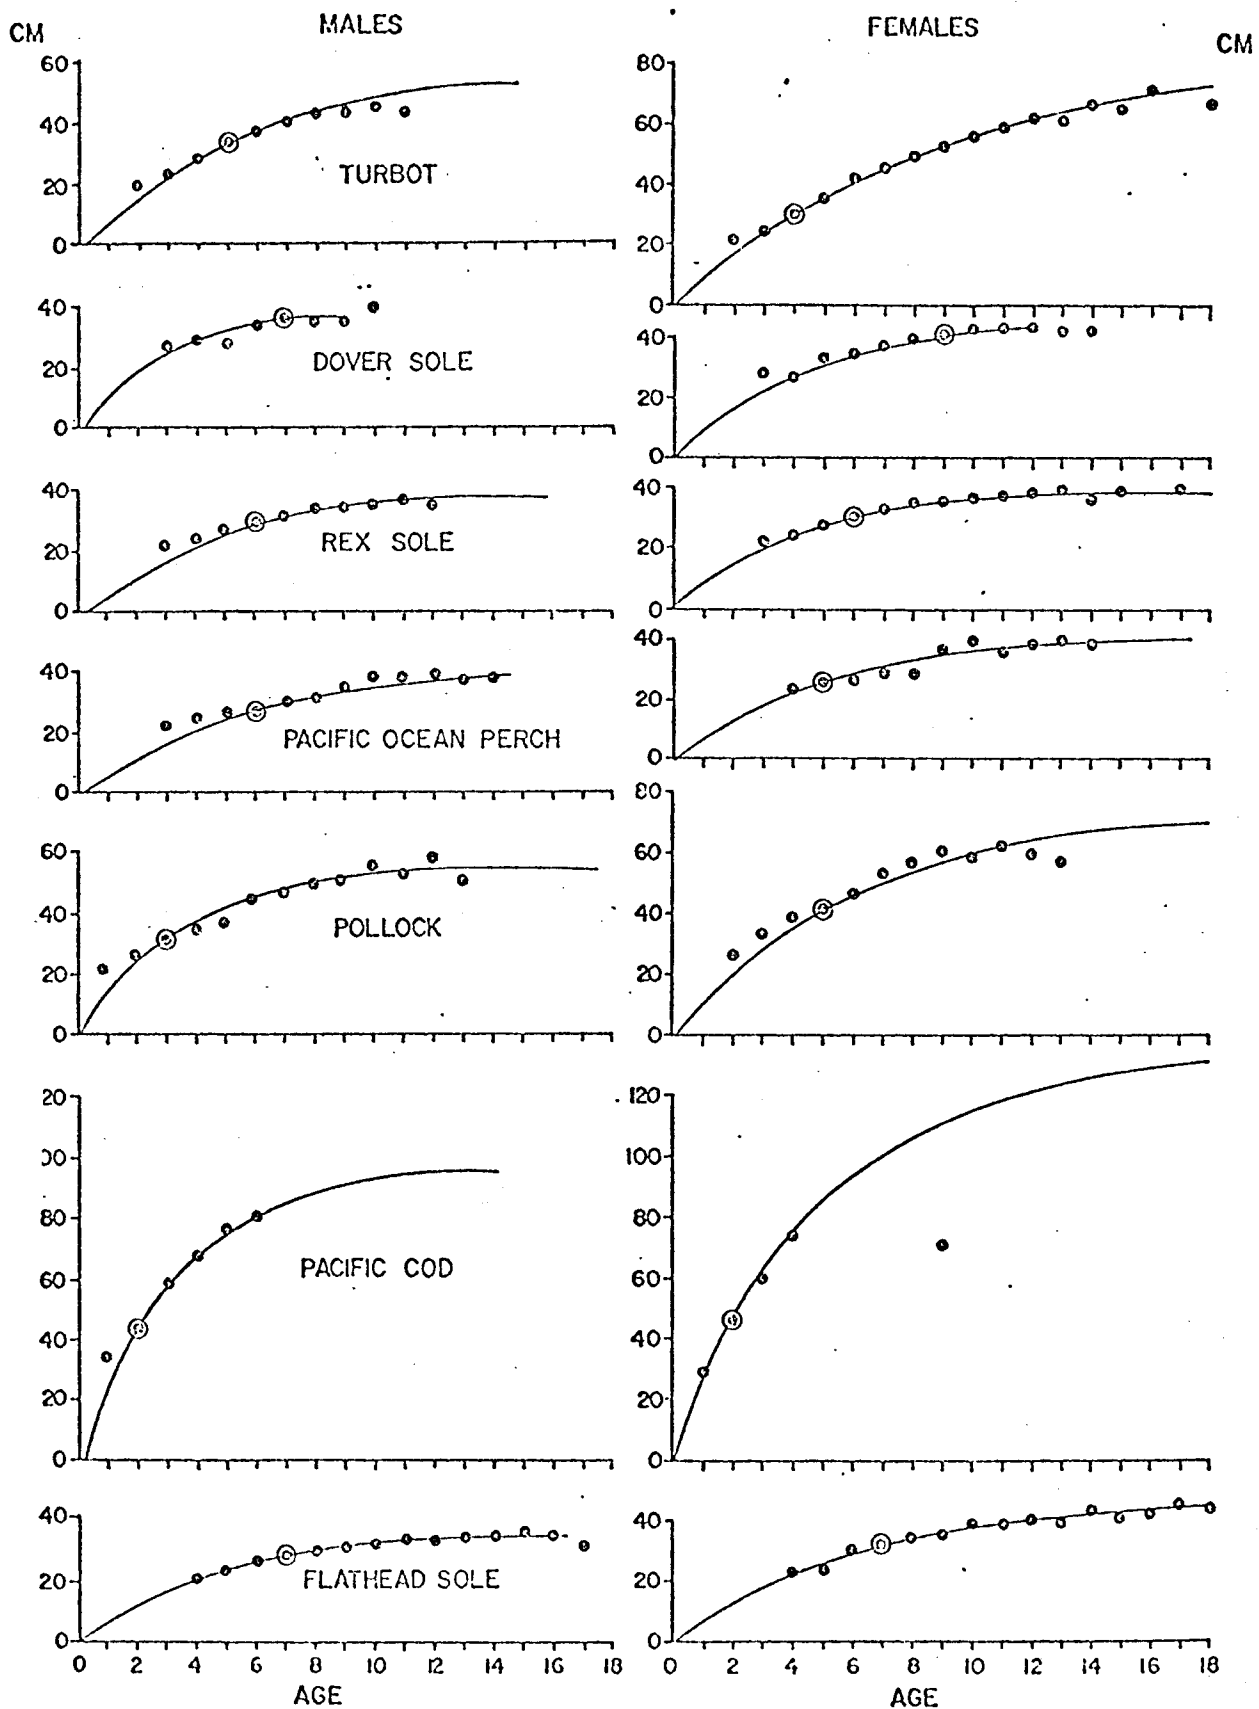 MALES FEMALES
CM CM
60 80
40 60
20 40
0 20
0
TURBOT
40 40
20 20
0 0
DOVER SOLE
40 40
20 20
0 0
REX SOLE
40 40
20 20
0 0
PACIFIC OCEAN PERCH
60 80
40 60
20 40
0 20
0
POLLOCK
20 120
00 100
80 80
60 60
40 40
20 20
0 0
PACIFIC COD
40 40
20 20
0 0
FLATHEAD SOLE
0 2 4 6 8 10 12 14 16 18 0 2 4 6 8 10 12 14 16 18
AGE AGE